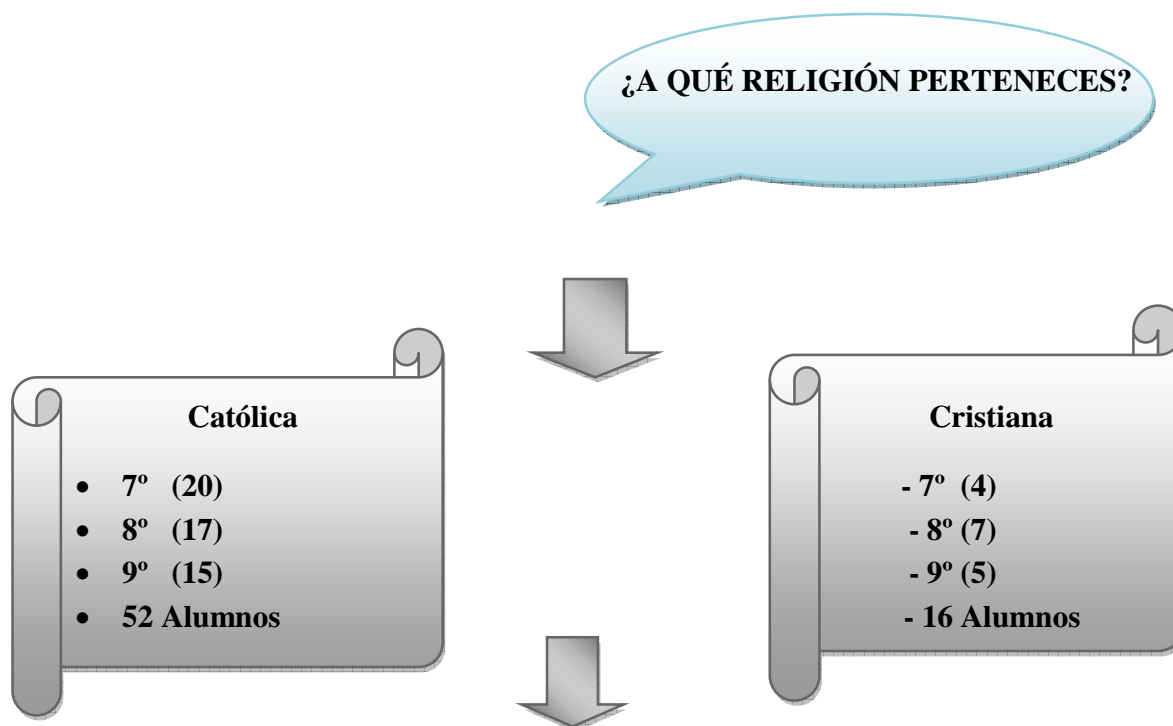 ¿A QUÉ RELIGIÓN PERTENECES?
Católica
• 7º (20)
• 8º (17)
• 9º (15)
• 52 Alumnos
Cristiana
- 7º (4)
- 8º (7)
- 9º (5)
- 16 Alumnos